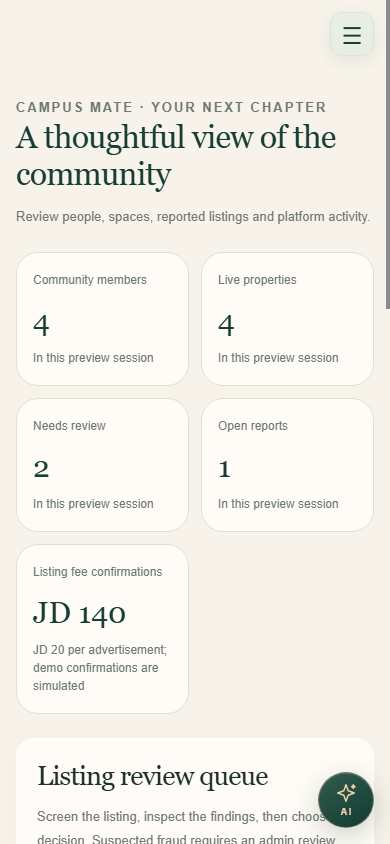 CAMPUS MATE · YOUR NEXT CHAPTER
A thoughtful view of the
community
Review people, spaces, reported listings and platform activity.
Community members
4
In this preview session
Live properties
4
In this preview session
Needs review
2
In this preview session
Open reports
1
In this preview session
Listing fee confirmations
JD 140
JD 20 per advertisement;
demo confirmations are
simulated
Listing review queue
Screen the listing, inspect the findings, then
decision. Suspected fraud requires an admin review
AI